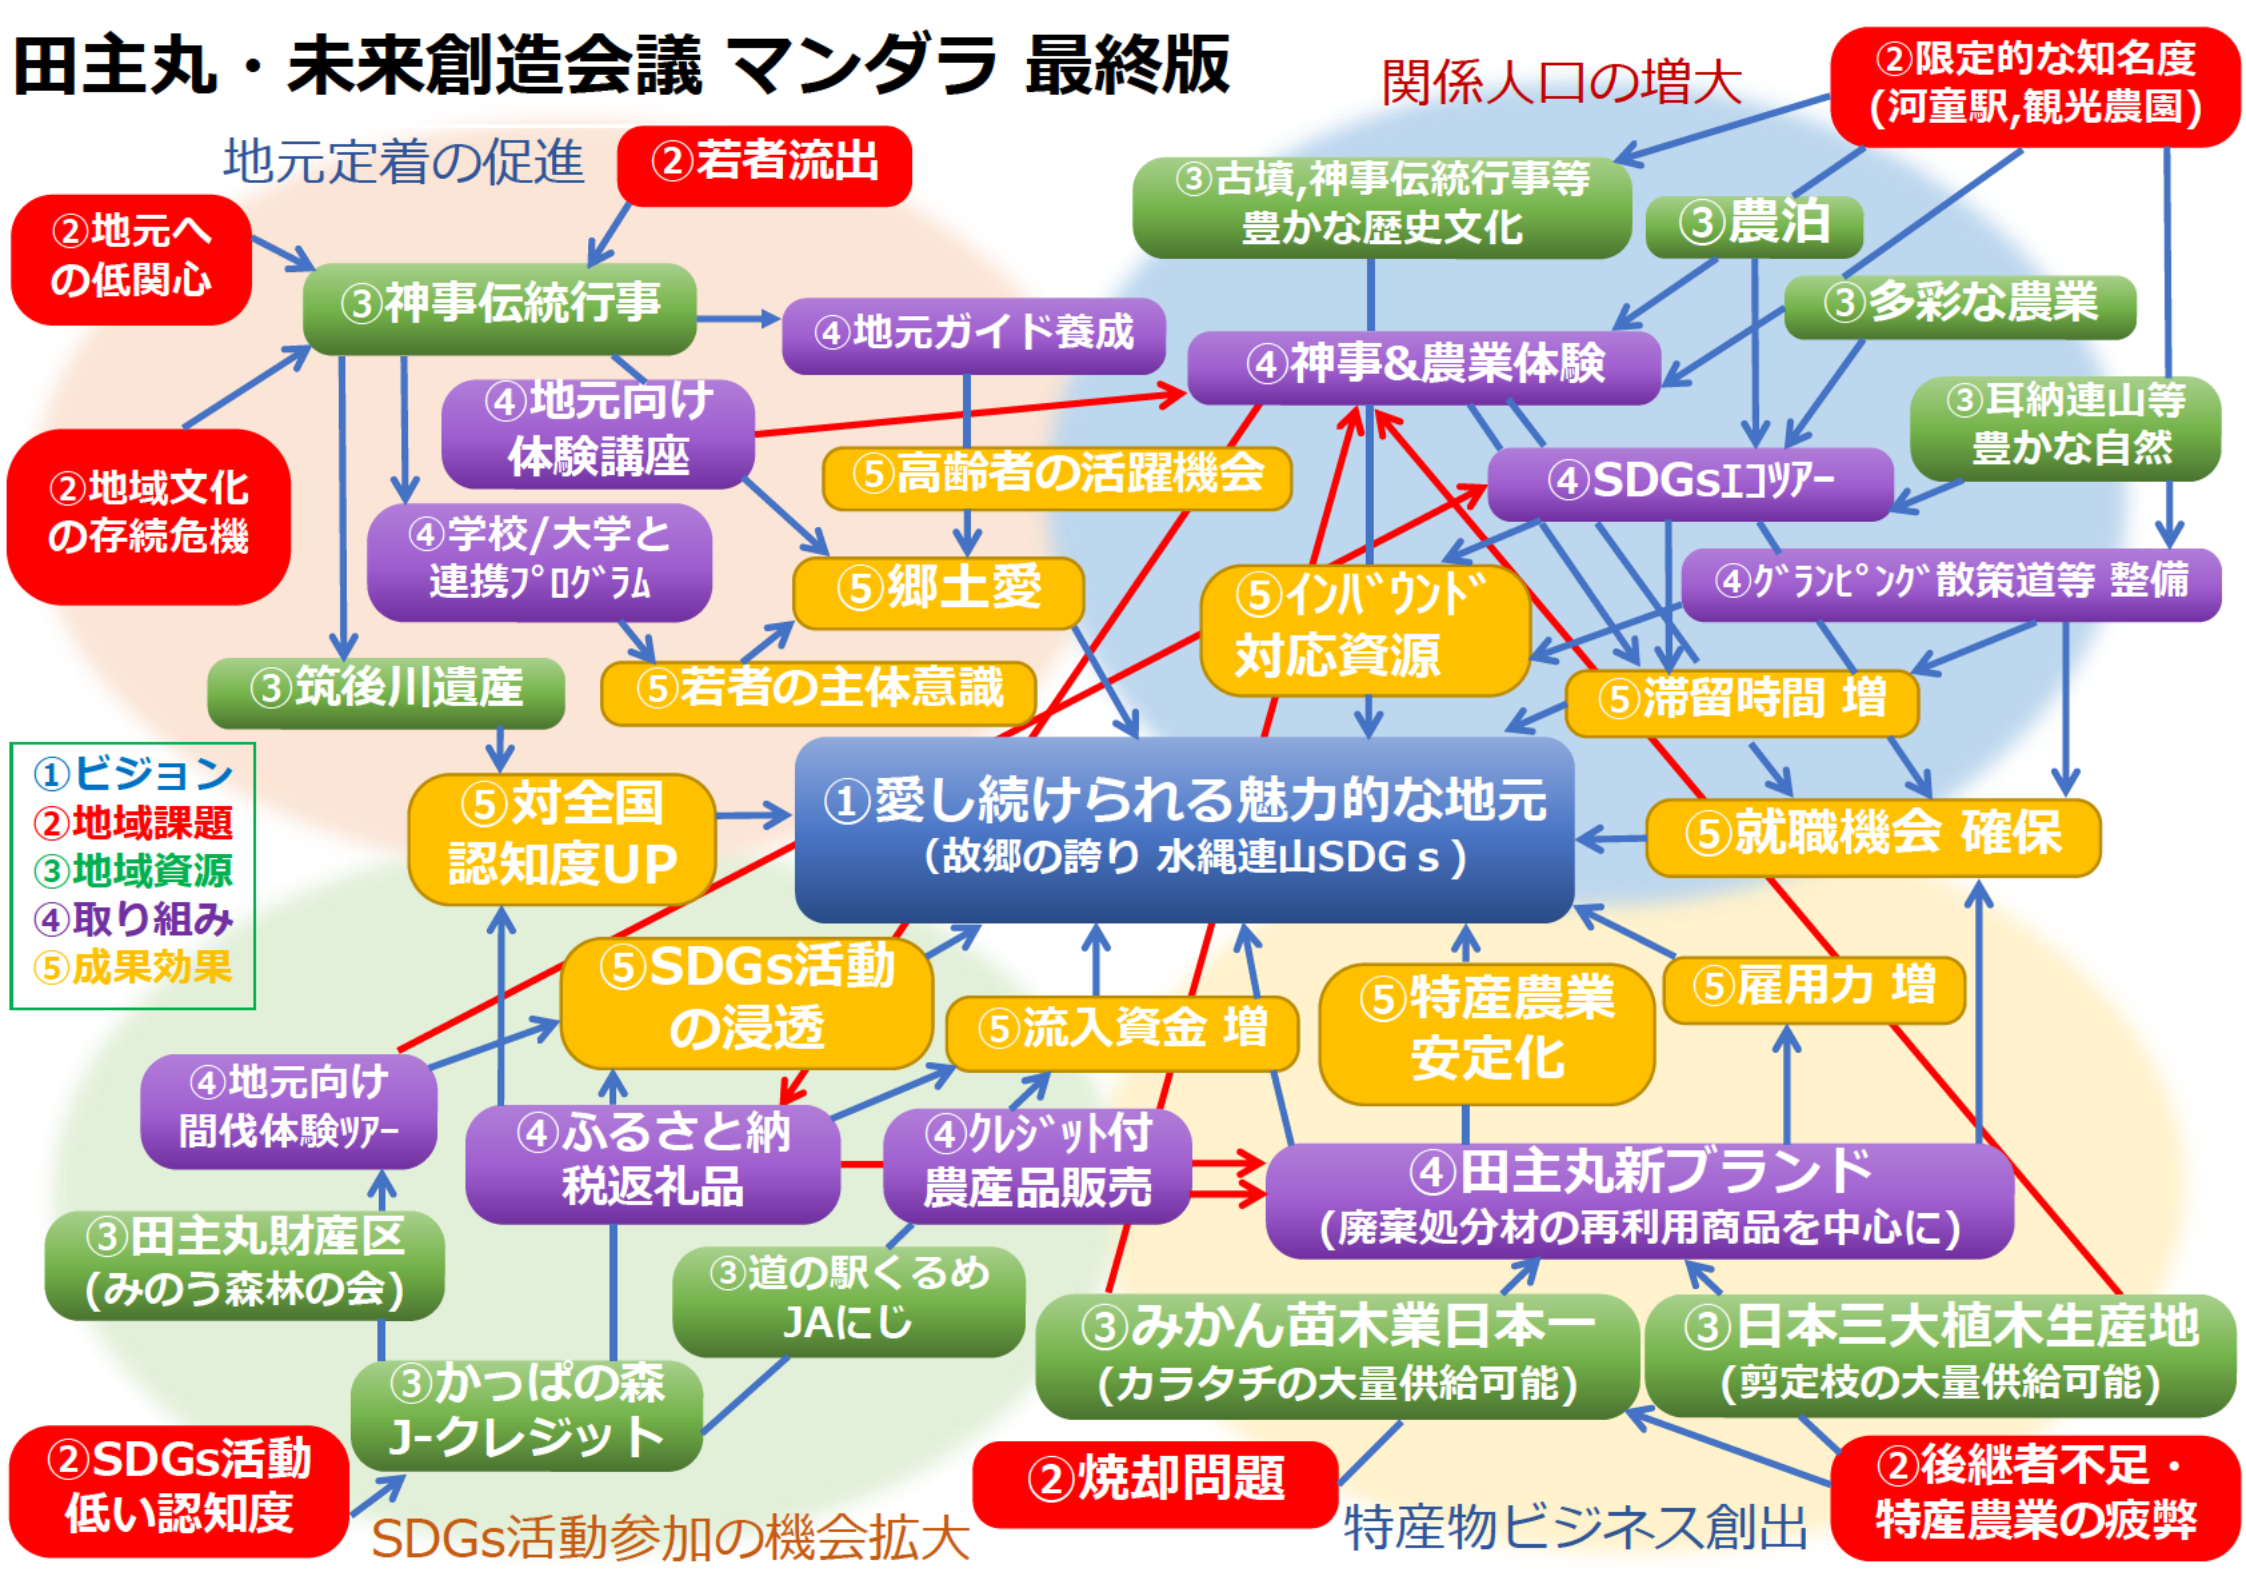 田主丸・未来創造会議 マンダラ 最終版
関係人口の増大
②限定的な知名度
(河童駅,観光農園)
地元定着の促進
②若者流出
②地元へ
の低関心
③古墳,神事伝統行事等
豊かな歴史文化
③農泊
③神事伝統行事
④地元ガイド養成
③多彩な農業
④神事&農業体験
④地元向け
体験講座
③耳納連山等
豊かな自然
②地域文化
の存続危機
⑤高齢者の活躍機会
④SDGsｴｺﾂｱｰ
④学校/大学と
連携ﾌﾟﾛｸﾞﾗﾑ
⑤郷土愛
⑤ｲﾝﾊﾞｳﾝﾄﾞ
対応資源
④ｸﾞﾗﾝﾋﾟﾝｸﾞ散策道等 整備
③筑後川遺産
⑤若者の主体意識
⑤滞留時間 増
①ビジョン
②地域課題
③地域資源
④取り組み
⑤成果効果
⑤対全国
認知度UP
①愛し続けられる魅力的な地元
（故郷の誇り 水縄連山SDGｓ）
⑤就職機会 確保
⑤SDGs活動
の浸透
⑤流入資金 増
⑤特産農業
安定化
⑤雇用力 増
④地元向け
間伐体験ﾂｱｰ
④ふるさと納
税返礼品
④ｸﾚｼﾞｯﾄ付
農産品販売
④田主丸新ブランド
(廃棄処分材の再利用商品を中心に)
③田主丸財産区
(みのう森林の会)
③道の駅くるめ
JAにじ
③みかん苗木業日本一
(カラタチの大量供給可能)
③日本三大植木生産地
(剪定枝の大量供給可能)
③かっぱの森
J-クレジット
②SDGs活動
低い認知度
②焼却問題
②後継者不足・
特産農業の疲弊
SDGs活動参加の機会拡大
特産物ビジネス創出